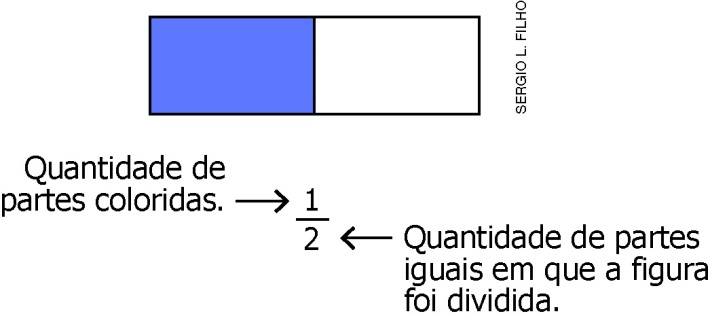 SERGIO L. FILHO
Quantidade de
partes coloridas.
1
2
Quantidade de partes
iguais em que a figura
foi dividida.